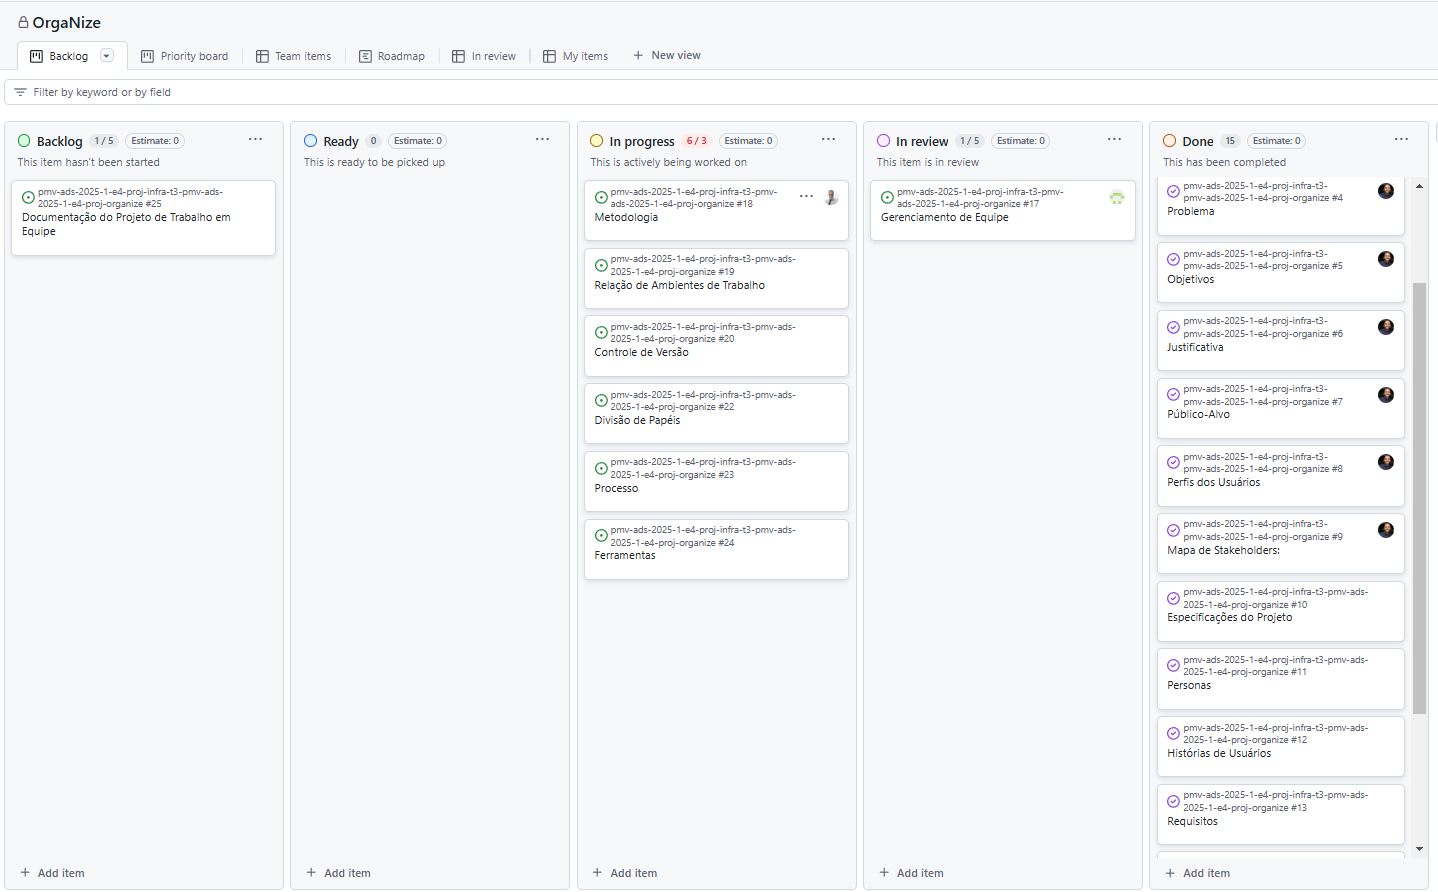 OrgaNize
Backlog
Priority board
Team items
Roadmap
In review
My items
New view
Filter by keyword or by field
Backlog 1 / 5 Estimate: 0
This item hasn't been started
pmv-ads-2025-1-e4-proj-infra-t3-pmv-ads-
2025-1-e4-proj-organize #25
Documentação do Projeto de Trabalho em
Equipe
Add item
Ready 0 Estimate: 0
This is ready to be picked up
Add item
In progress 6 / 3 Estimate: 0
This is actively being worked on
pmv-ads-2025-1-e4-proj-infra-t3-pmv-
ads-2025-1-e4-proj-organize #18
Metodologia
pmv-ads-2025-1-e4-proj-infra-t3-pmv-ads-
2025-1-e4-proj-organize #19
Relação de Ambientes de Trabalho
pmv-ads-2025-1-e4-proj-infra-t3-pmv-ads-
2025-1-e4-proj-organize #20
Controle de Versão
pmv-ads-2025-1-e4-proj-infra-t3-pmv-ads-
2025-1-e4-proj-organize #22
Divisão de Papéis
pmv-ads-2025-1-e4-proj-infra-t3-pmv-ads-
2025-1-e4-proj-organize #23
Processo
pmv-ads-2025-1-e4-proj-infra-t3-pmv-ads-
2025-1-e4-proj-organize #24
Ferramentas
Add item
In review 1 / 5 Estimate: 0
This item is in review
pmv-ads-2025-1-e4-proj-infra-t3-pmv-
ads-2025-1-e4-proj-organize #17
Gerenciamento de Equipe
Add item
Done 15 Estimate: 0
This has been completed
pmv-ads-2025-1-e4-proj-infra-t3-
pmv-ads-2025-1-e4-proj-organize #4
Problema
pmv-ads-2025-1-e4-proj-infra-t3-
pmv-ads-2025-1-e4-proj-organize #5
Objetivos
pmv-ads-2025-1-e4-proj-infra-t3-
pmv-ads-2025-1-e4-proj-organize #6
Justificativa
pmv-ads-2025-1-e4-proj-infra-t3-
pmv-ads-2025-1-e4-proj-organize #7
Público-Alvo
pmv-ads-2025-1-e4-proj-infra-t3-
pmv-ads-2025-1-e4-proj-organize #8
Perfis dos Usuários
pmv-ads-2025-1-e4-proj-infra-t3-
pmv-ads-2025-1-e4-proj-organize #9
Mapa de Stakeholders:
pmv-ads-2025-1-e4-proj-infra-t3-pmv-ads-
2025-1-e4-proj-organize #10
Especificações do Projeto
pmv-ads-2025-1-e4-proj-infra-t3-pmv-ads-
2025-1-e4-proj-organize #11
Personas
pmv-ads-2025-1-e4-proj-infra-t3-pmv-ads-
2025-1-e4-proj-organize #12
Histórias de Usuários
pmv-ads-2025-1-e4-proj-infra-t3-pmv-ads-
2025-1-e4-proj-organize #13
Requisitos
Add item